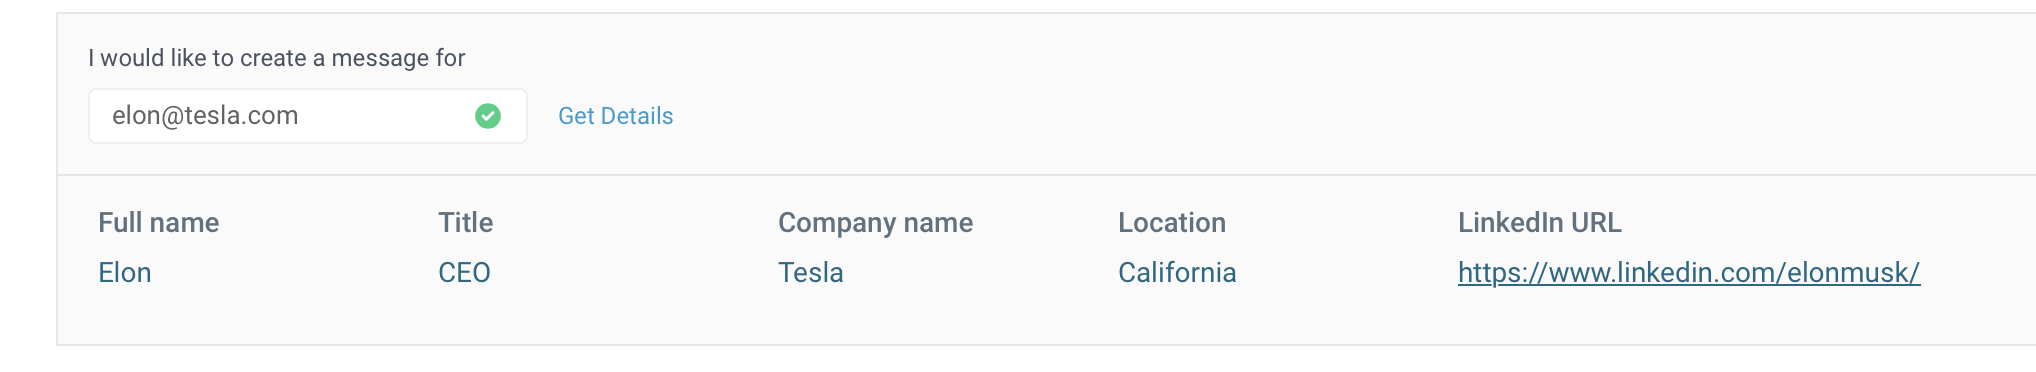 I would like to create a message for
elon@tesla.com Get Details
Full name Title Company name Location LinkedIn URL
Elon CEO Tesla California https://www.linkedin.com/elonmusk/